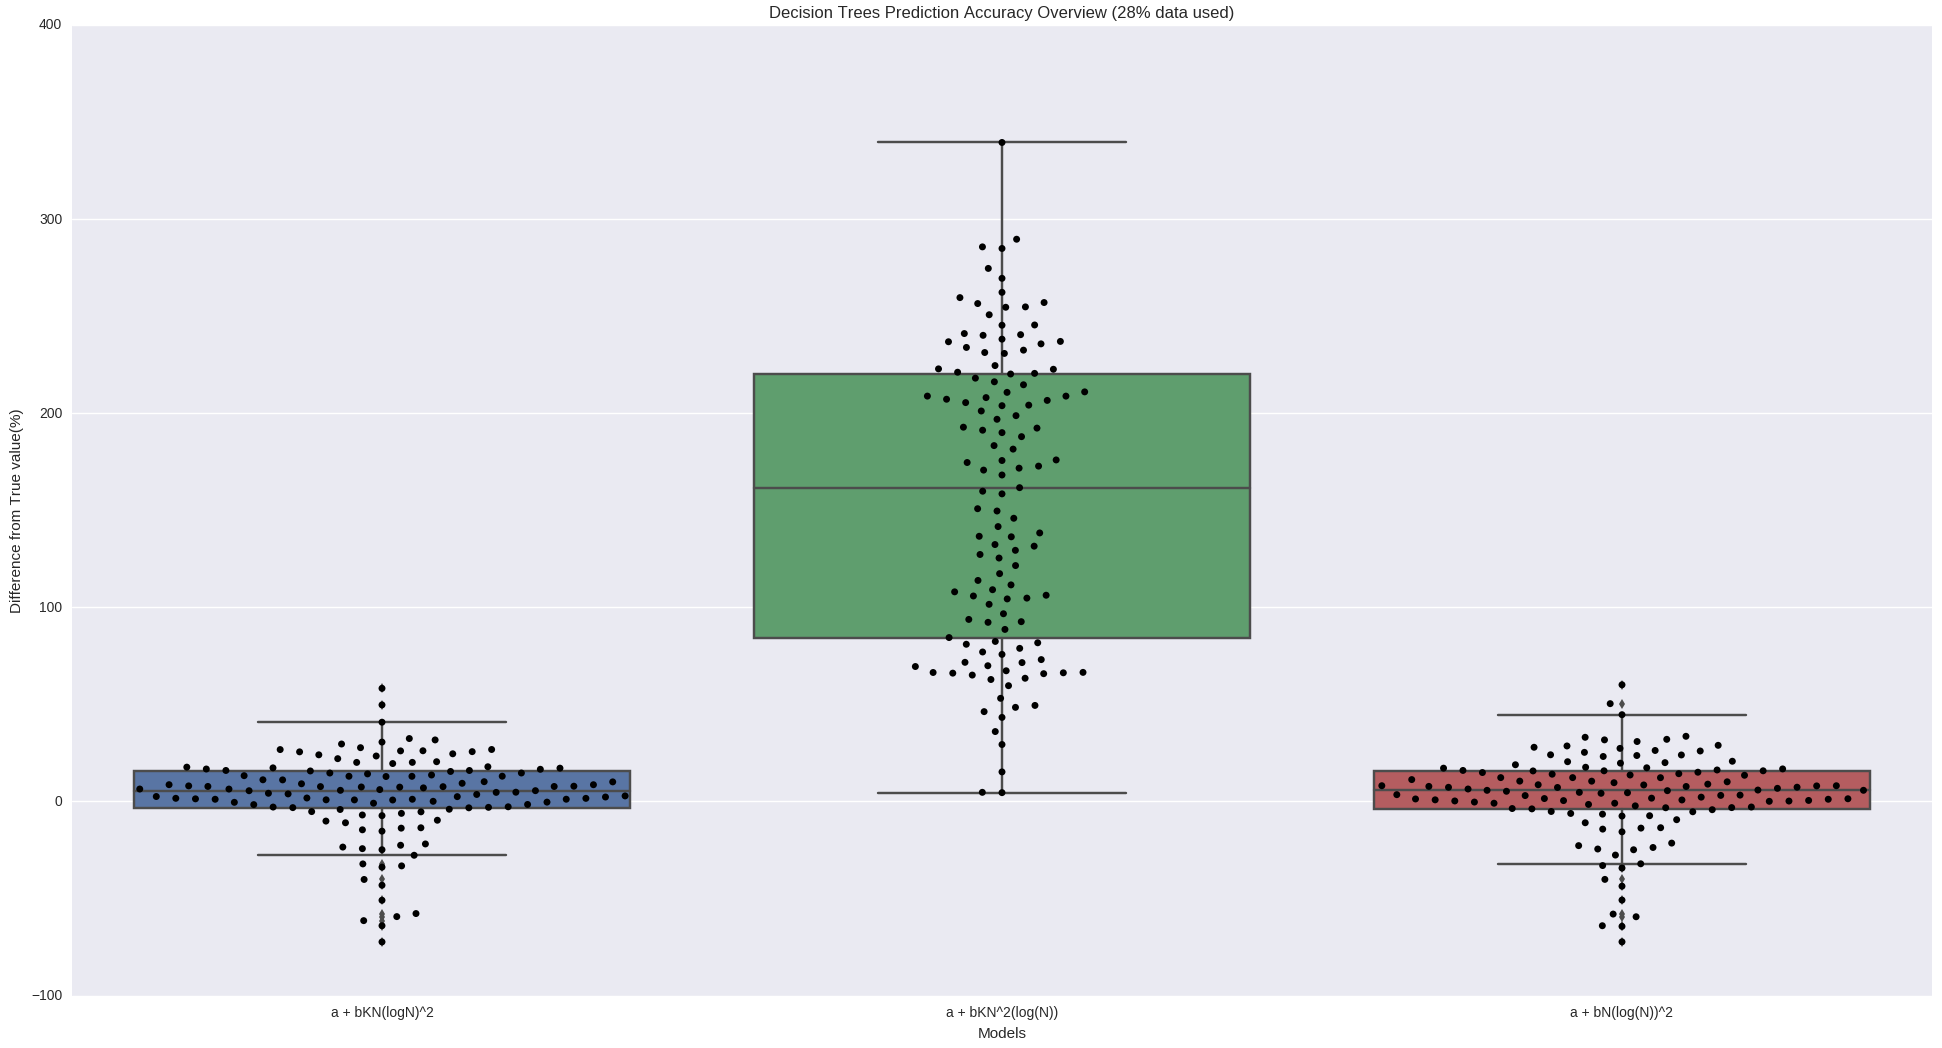 Decision Trees Prediction Accuracy Overview (28% data used)
400
300
200
100
0
−100
Difference from True value(%)
a + bKN(logN)^2
a + bKN^2(log(N))
a + bN(log(N))^2
Models